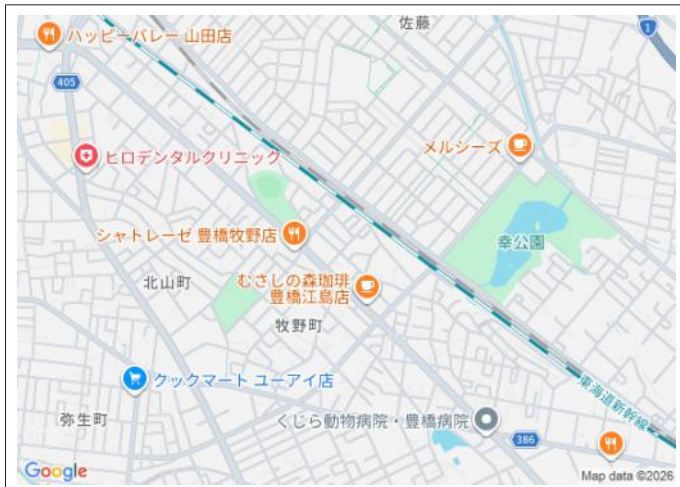 佐藤
1
ハッピーバレー 山田店
405
メルシーズ
ヒロデンタルクリニック
シャトレーゼ 豊橋牧野店
幸公園
北山町
むさしの森珈琲
豊橋江島店
牧野町
クックマート ユーアイ店
東海道新幹線
弥生町
くじら動物病院・豊橋病院
386
Google
Map data ©2026